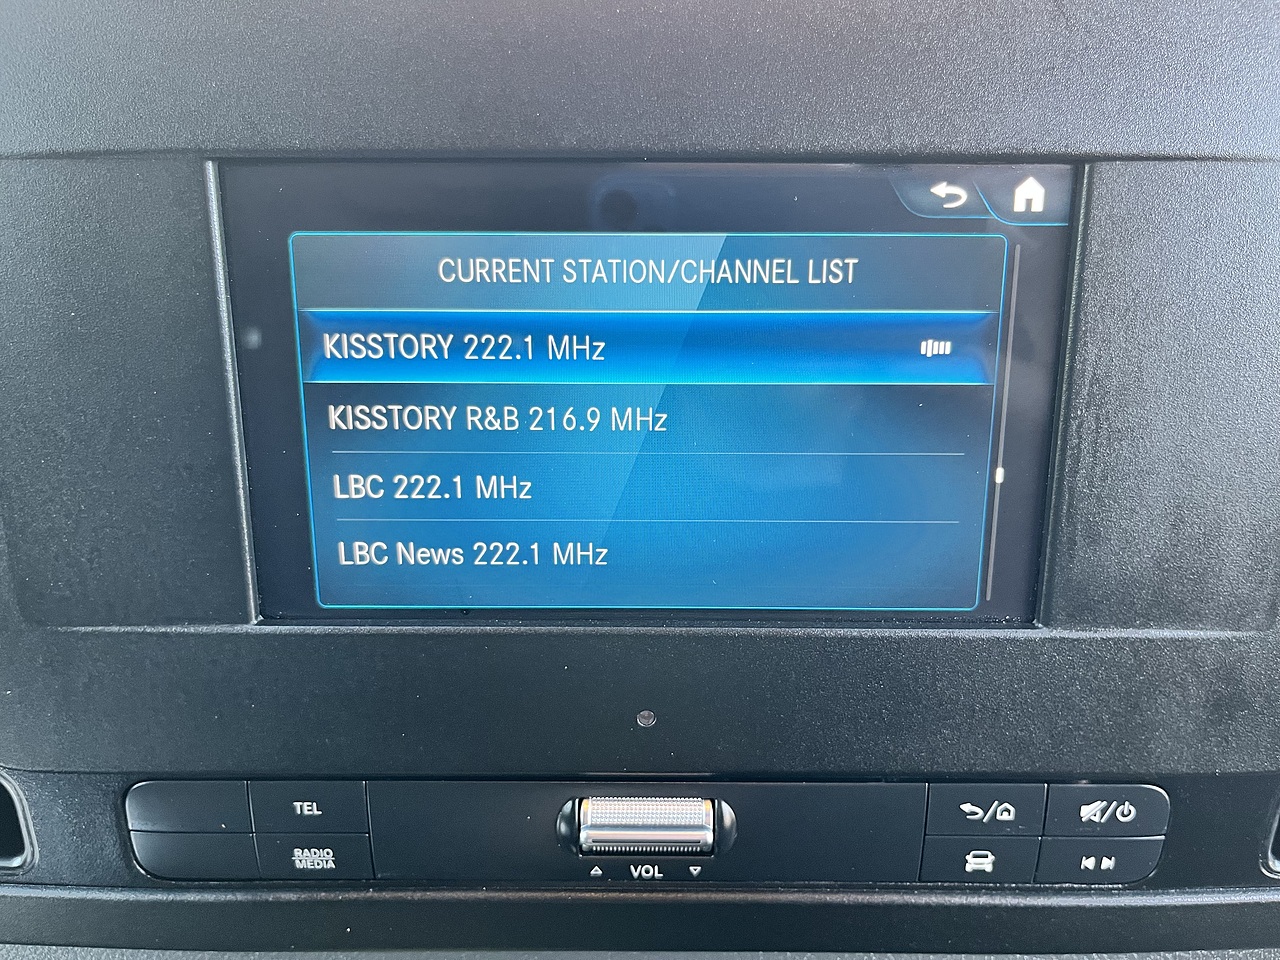 CURRENT STATION/CHANNEL LIST
KISSTORY 222.1 MHz
KISSTORY R&B 216.9 MHz
LBC 222.1 MHz
LBC News 222.1 MHz
TEL
RADIO
MEDIA
VOL